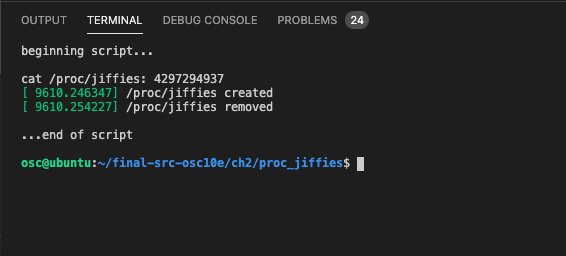 OUTPUT TERMINAL DEBUG CONSOLE PROBLEMS 24
beginning script...
cat /proc/jiffies: 4297294937
[ 9610.246347] /proc/jiffies created
[ 9610.254227] /proc/jiffies removed
...end of script
osc@ubuntu:~/final-src-osc10e/ch2/proc_jiffies$